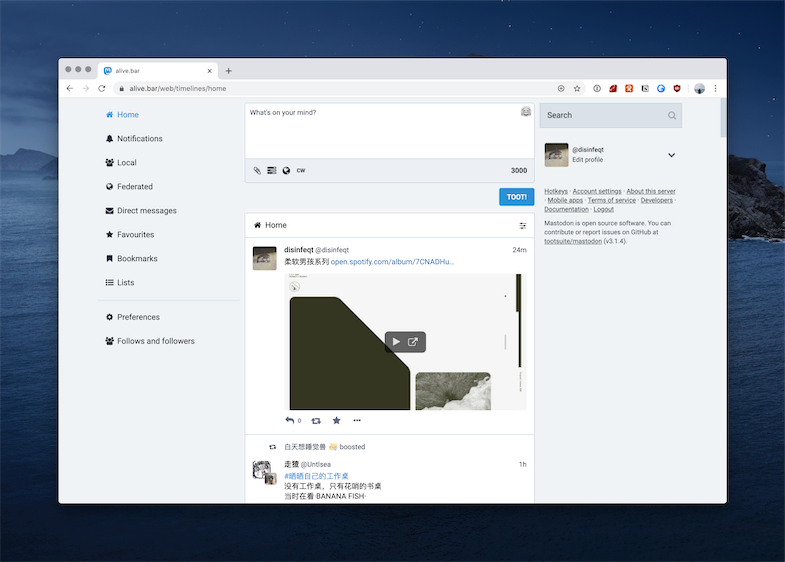 alive.bar
alive.bar/web/timelines/home
Home
Notifications
Local
Federated
Direct messages
Favourites
Bookmarks
Lists
Preferences
Follows and followers
What's on your mind?
CW
3000
TOOT!
Home
disinfeqt @disinfeqt
24m
柔软男孩系列 open.spotify.com/album/7CNADHu...
0
白天想睡觉兽 boosted
走猹 @Untlsea
1h
#晒晒自己的工作桌
没有工作桌，只有花哨的书桌
当时在看·BANANA FISH·
Search
@disinfeqt
Edit profile
Hotkeys · Account settings · About this server
· Mobile apps · Terms of service · Developers ·
Documentation · Logout
Mastodon is open source software. You can
contribute or report issues on GitHub at
tootsuite/mastodon (v3.1.4).